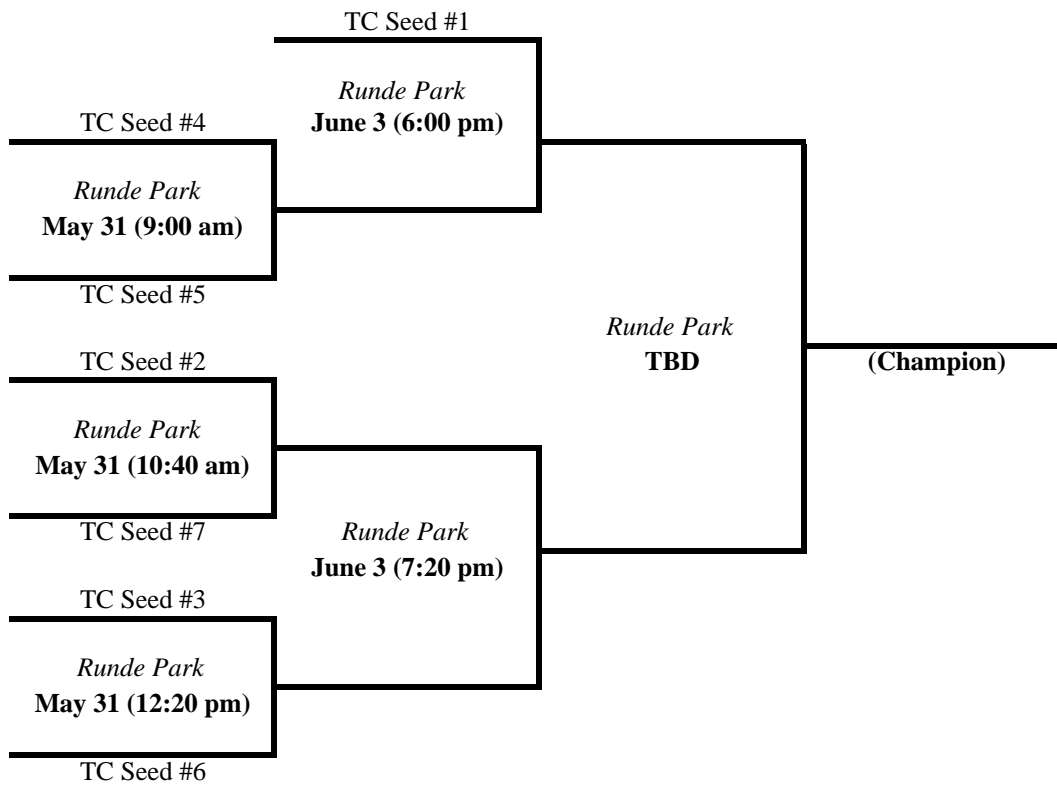 TC Seed #1
Runde Park
June 3 (6:00 pm)
TC Seed #4
Runde Park
May 31 (9:00 am)
TC Seed #5
Runde Park
TBD
(Champion)
TC Seed #2
Runde Park
May 31 (10:40 am)
TC Seed #7
Runde Park
June 3 (7:20 pm)
TC Seed #3
Runde Park
May 31 (12:20 pm)
TC Seed #6